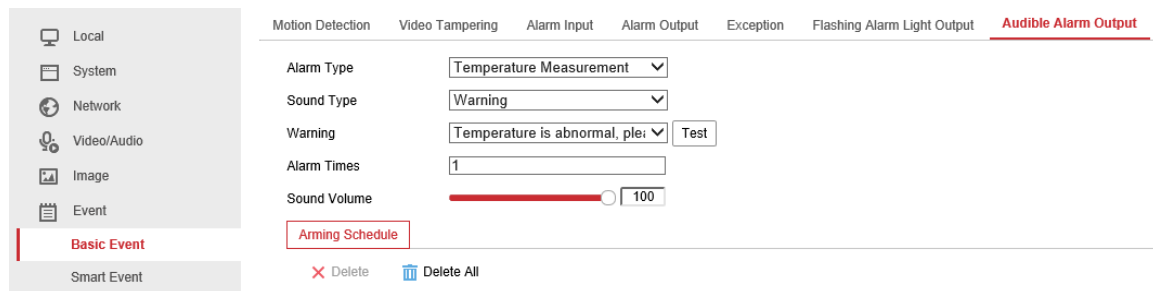 Motion Detection Video Tampering Alarm Input Alarm Output Exception Flashing Alarm Light Output Audible Alarm Output
Local
System
Network
Video/Audio
Image
Event
Basic Event
Smart Event
Alarm Type Temperature Measurement
Sound Type Warning
Warning Temperature is abnormal, Test
Alarm Times 1
Sound Volume 100
Arming Schedule
Delete Delete All